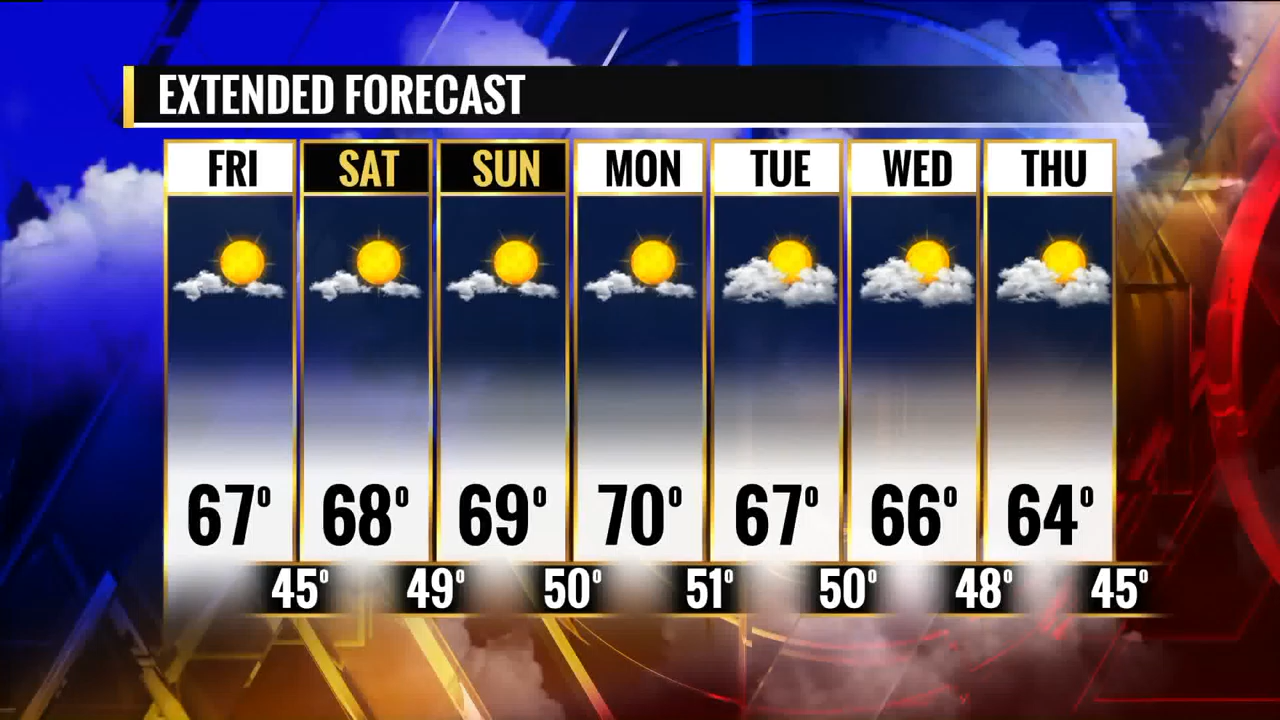 EXTENDED FORECAST
FRI SAT SUN MON TUE WED THU
67° 68° 69° 70° 67° 66° 64°
45° 49° 50° 51° 50° 48° 45°